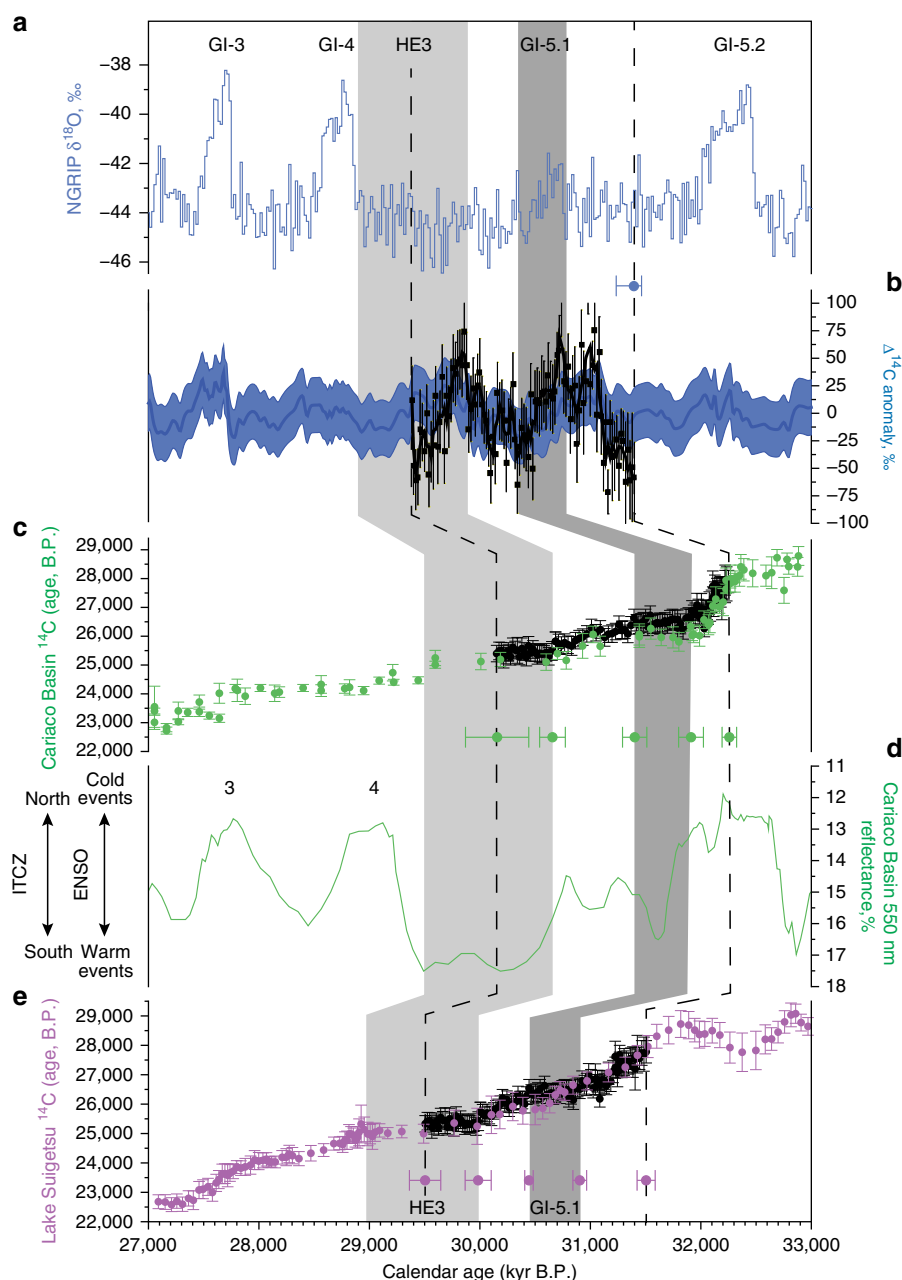 a
GI-3 GI-4 HE3 GI-5.1 GI-5.2
NGRIP δ18O, ‰
−38
−40
−42
−44
−46
b
100
75
50
25
0
−25
−50
−75
−100
Δ14C anomaly, ‰
c
Cariaco Basin 14C (age, B.P.)
29,000
28,000
27,000
26,000
25,000
24,000
23,000
22,000
d
3 4
North
South
ITCZ
Cold events
Warm events
ENSO
11
12
13
14
15
16
17
18
Cariaco Basin 550 nm
reflectance,%
e
Lake Suigetsu 14C (age, B.P.)
29,000
28,000
27,000
26,000
25,000
24,000
23,000
22,000
HE3 GI-5.1
27,000 28,000 29,000 30,000 31,000 32,000 33,000
Calendar age (kyr B.P.)